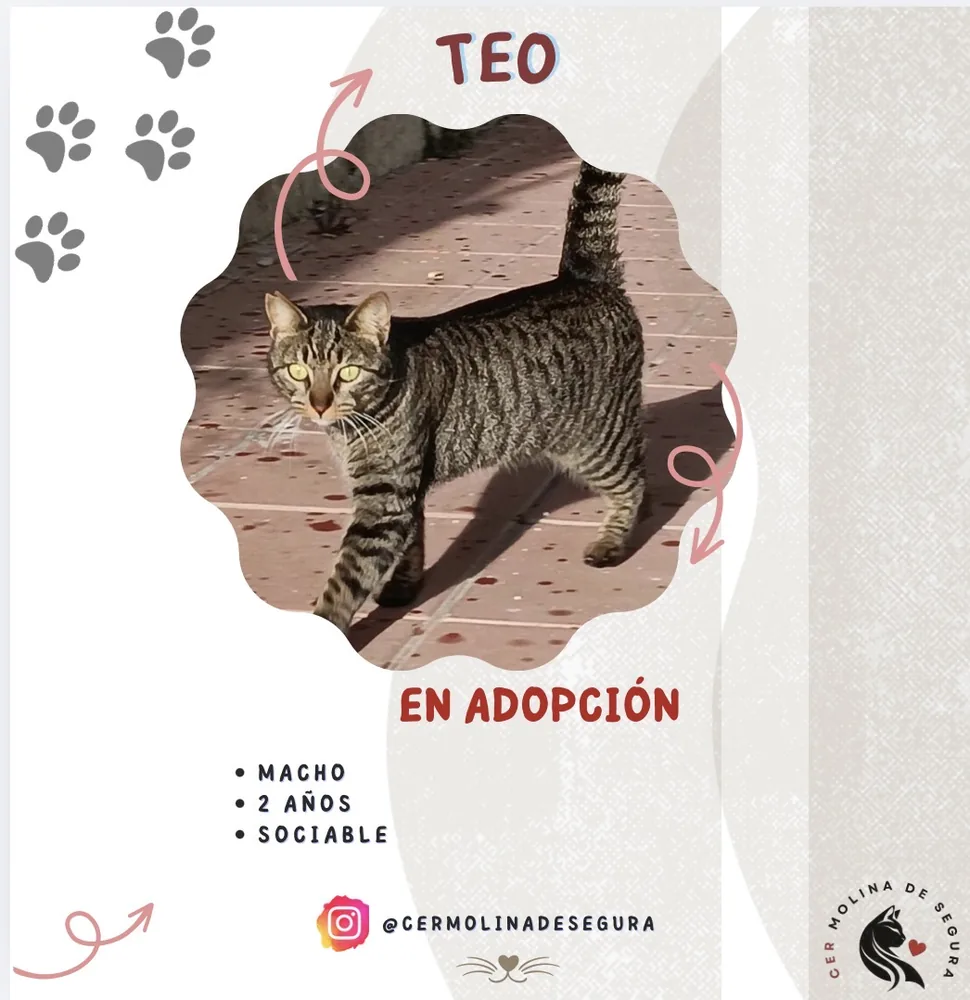 TEO
EN ADOPCIÓN
• MACHO
• 2 AÑOS
• SOCIABLE
@CERMOLINADESEGURA
CER MOLINA DE SEGURA